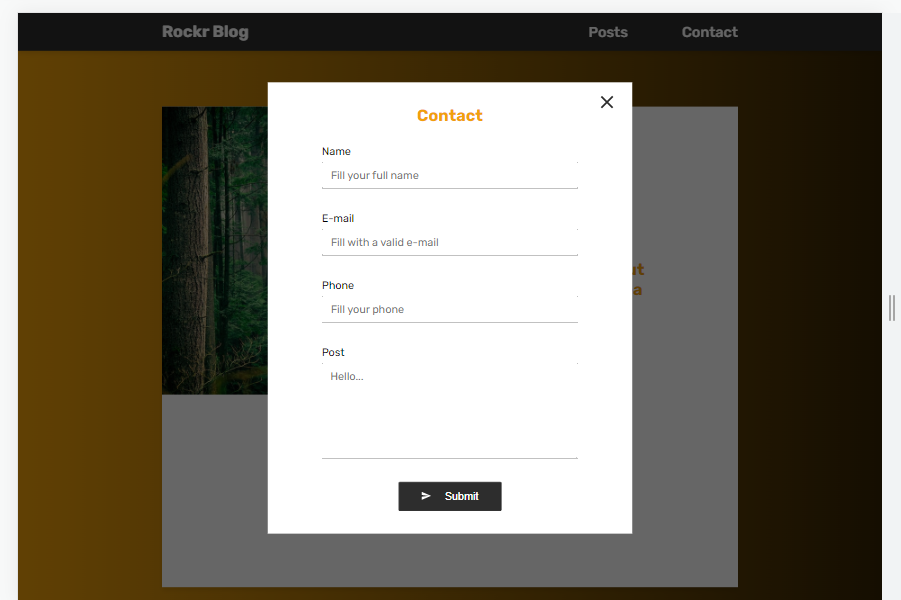 Rockr Blog
Posts
Contact
Contact
Name
Fill your full name
E-mail
Fill with a valid e-mail
Phone
Fill your phone
Post
Hello...
Submit